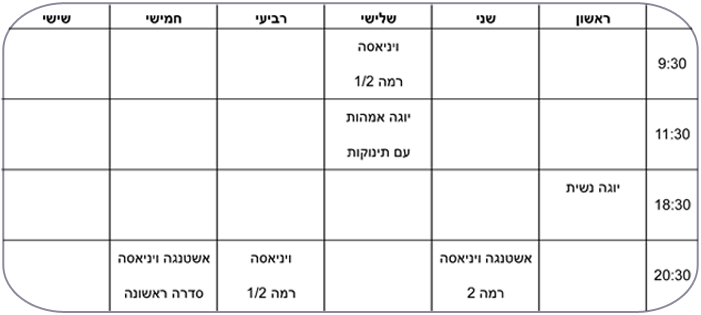 ראשון שני שלישי רביעי חמישי שישי
9:30
ויניאסה
רמה 1/2
11:30
יוגה אמהות
עם תינוקות
18:30
יוגה נשית
20:30
אשטנגה ויניאסה
רמה 2
ויניאסה
רמה 1/2
אשטנגה ויניאסה
סדרה ראשונה